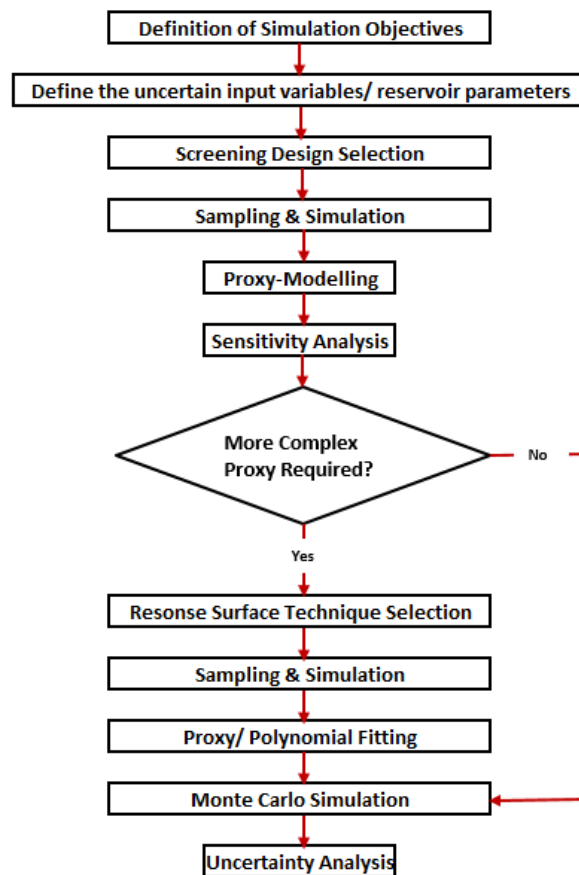 Definition of Simulation Objectives
Define the uncertain input variables/ reservoir parameters
Screening Design Selection
Sampling & Simulation
Proxy-Modelling
Sensitivity Analysis
More Complex
Proxy Required?
No
Yes
Resonse Surface Technique Selection
Sampling & Simulation
Proxy/ Polynomial Fitting
Monte Carlo Simulation
Uncertainty Analysis